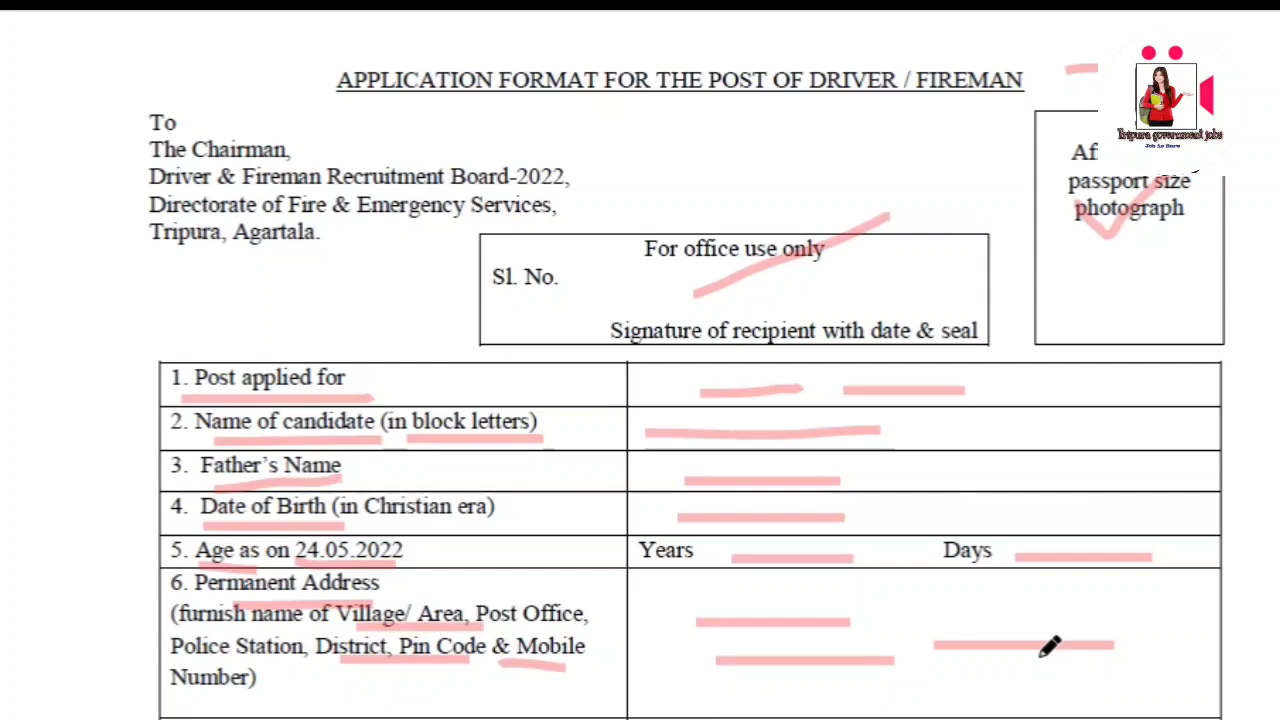 APPLICATION FORMAT FOR THE POST OF DRIVER / FIREMAN
Tripura government jobs
Job is Here
To
The Chairman,
Driver & Fireman Recruitment Board-2022,
Directorate of Fire & Emergency Services,
Tripura, Agartala.
passport size
photograph
For office use only
Sl. No.
Signature of recipient with date & seal
1. Post applied for
2. Name of candidate (in block letters)
3. Father's Name
4. Date of Birth (in Christian era)
5. Age as on 24.05.2022 Years Days
6. Permanent Address
(furnish name of Village/ Area, Post Office,
Police Station, District, Pin Code & Mobile
Number)